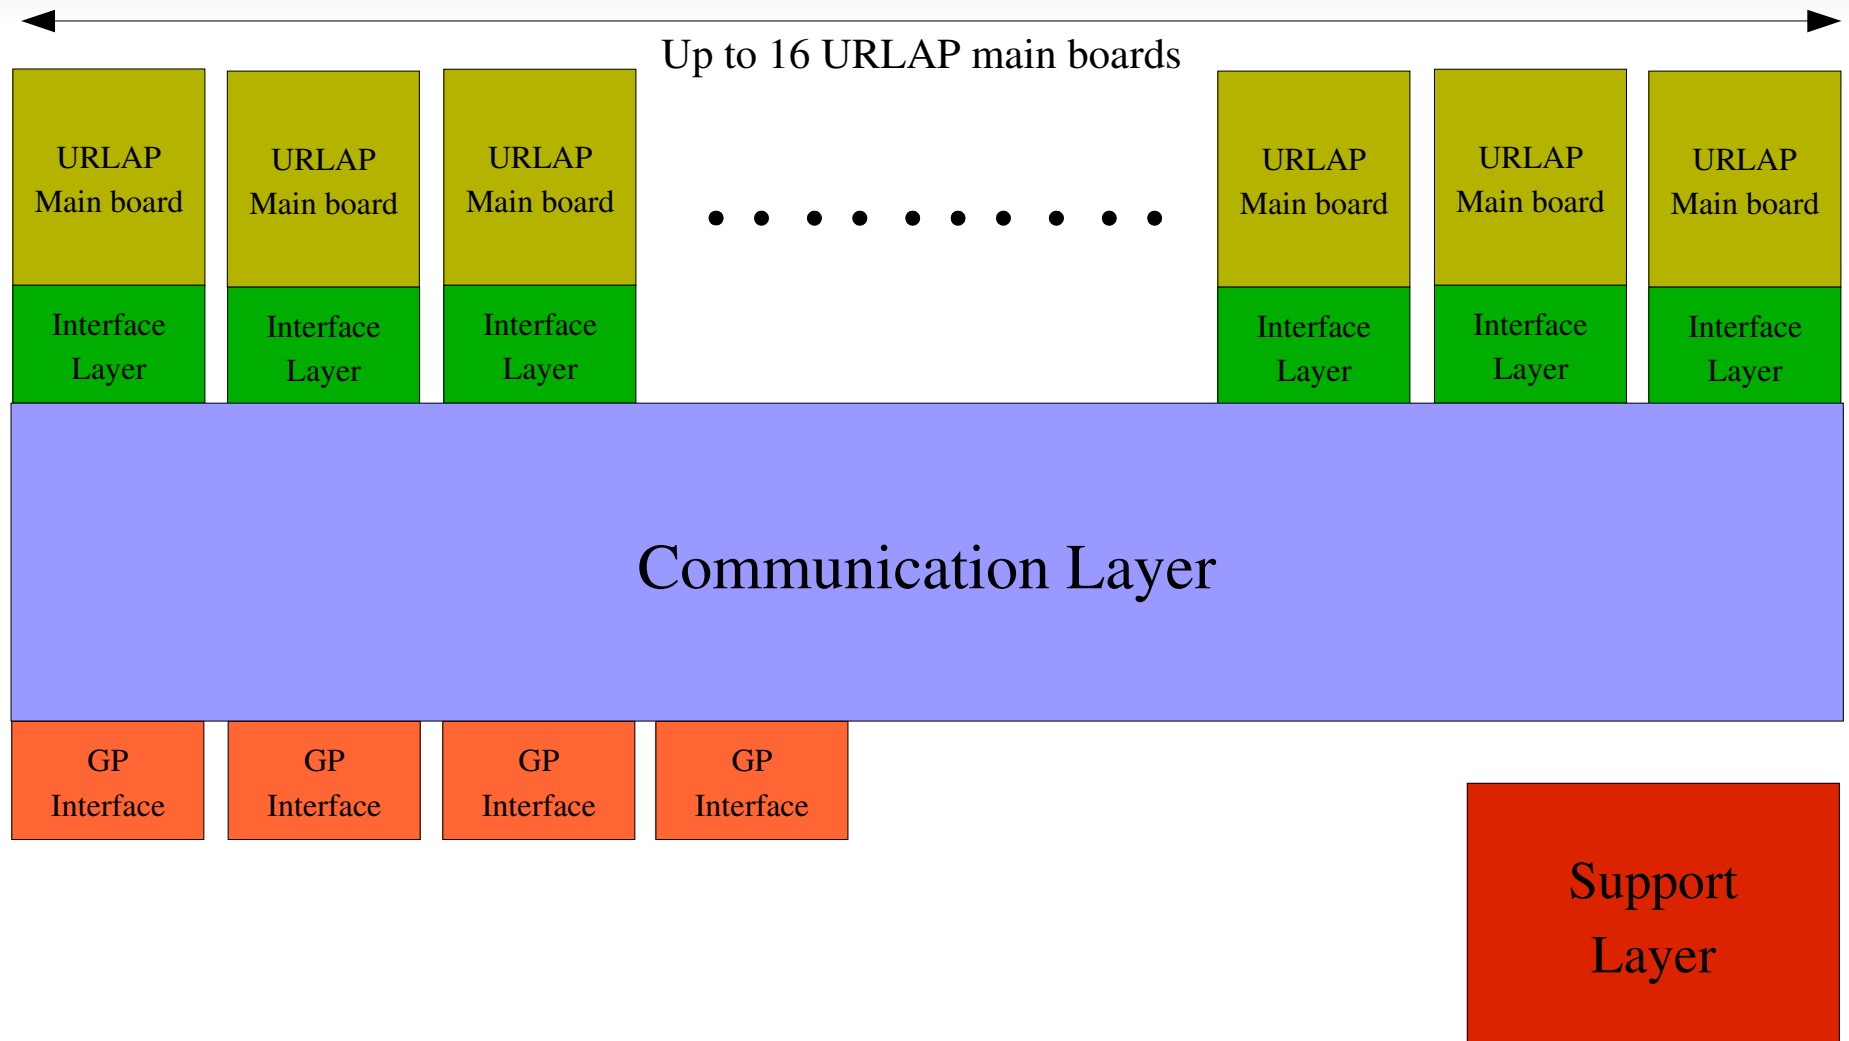 Up to 16 URLAP main boards
URLAP
Main board
URLAP
Main board
URLAP
Main board
URLAP
Main board
URLAP
Main board
URLAP
Main board
Interface
Layer
Interface
Layer
Interface
Layer
Interface
Layer
Interface
Layer
Interface
Layer
Communication Layer
GP
Interface
GP
Interface
GP
Interface
GP
Interface
Support
Layer